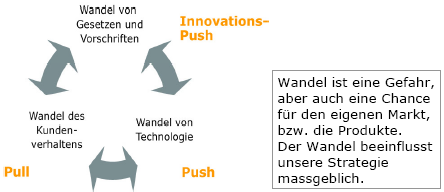 Wandel von
Gesetzen und
Vorschriften
Innovations–
Push
Wandel des
Kunden-
verhaltens
Wandel von
Technologie
Pull
Push
Wandel ist eine Gefahr,
aber auch eine Chance
für den eigenen Markt,
bzw. die Produkte.
Der Wandel beeinflusst
unsere Strategie
massgeblich.